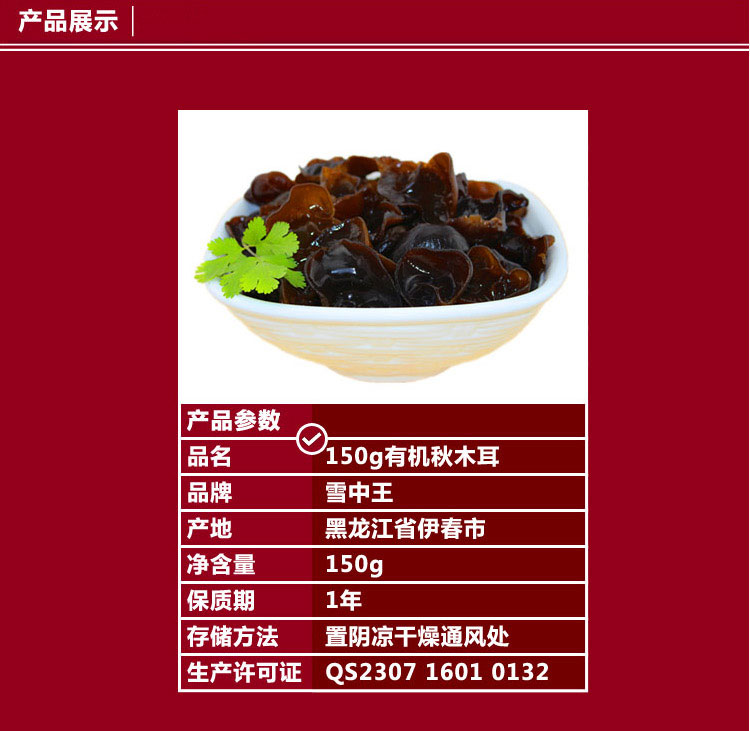 产品展示
产品参数
品名 150g有机秋木耳
品牌 雪中王
产地 黑龙江省伊春市
净含量 150g
保质期 1年
存储方法 置阴凉干燥通风处
生产许可证 QS2307 1601 0132